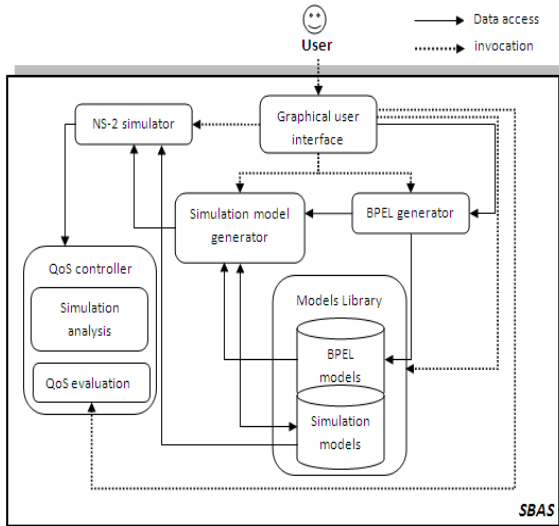 Data access
User
invocation
NS-2 simulator
Graphical user
interface
Simulation model
generator
BPEL generator
QoS controller
Simulation
analysis
QoS evaluation
Models Library
BPEL
models
Simulation
models
SBAS